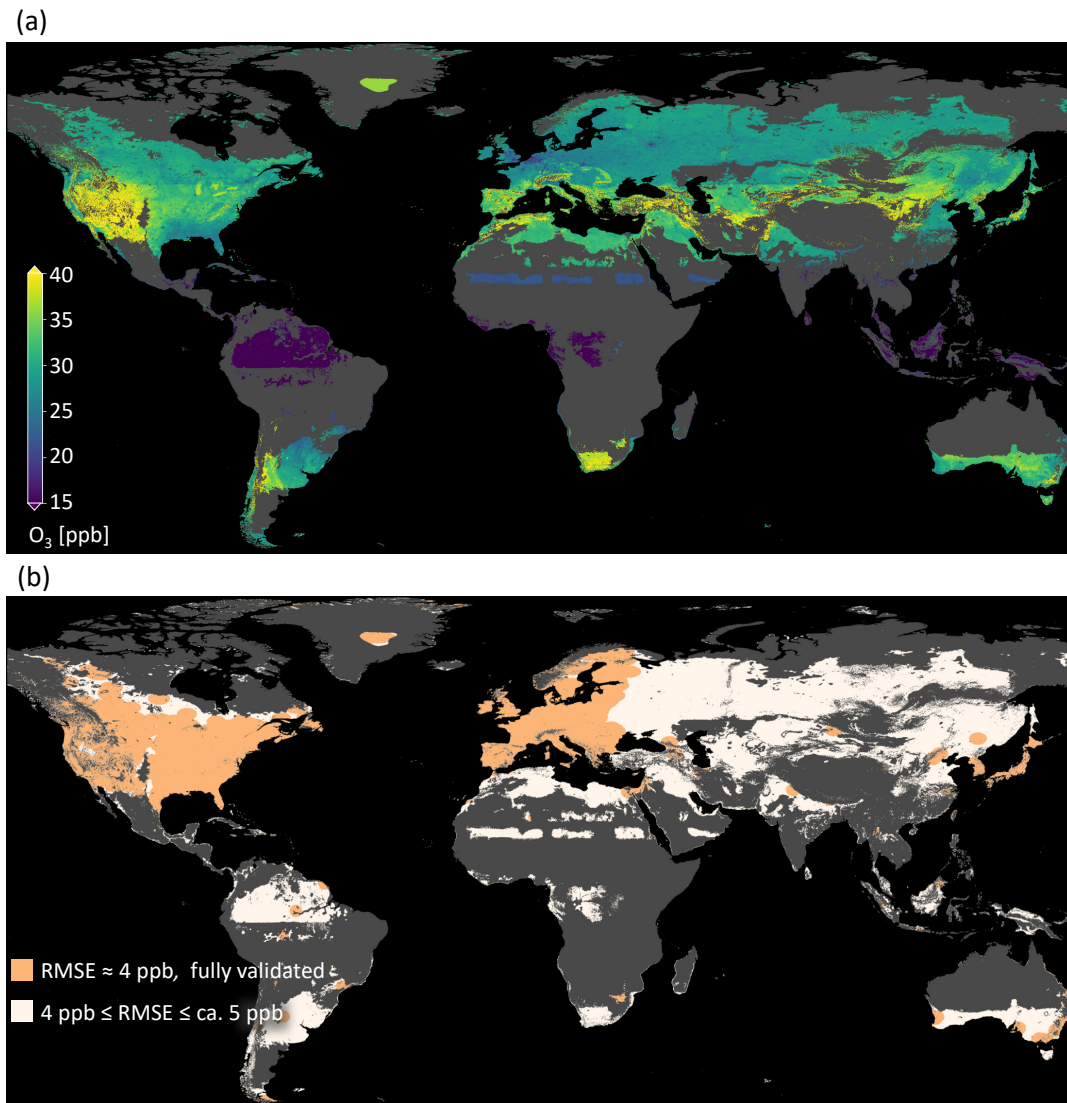 (a)
40
35
30
25
20
15
O₃ [ppb]
(b)
RMSE ≈ 4 ppb, fully validated
4 ppb ≤ RMSE ≤ ca. 5 ppb